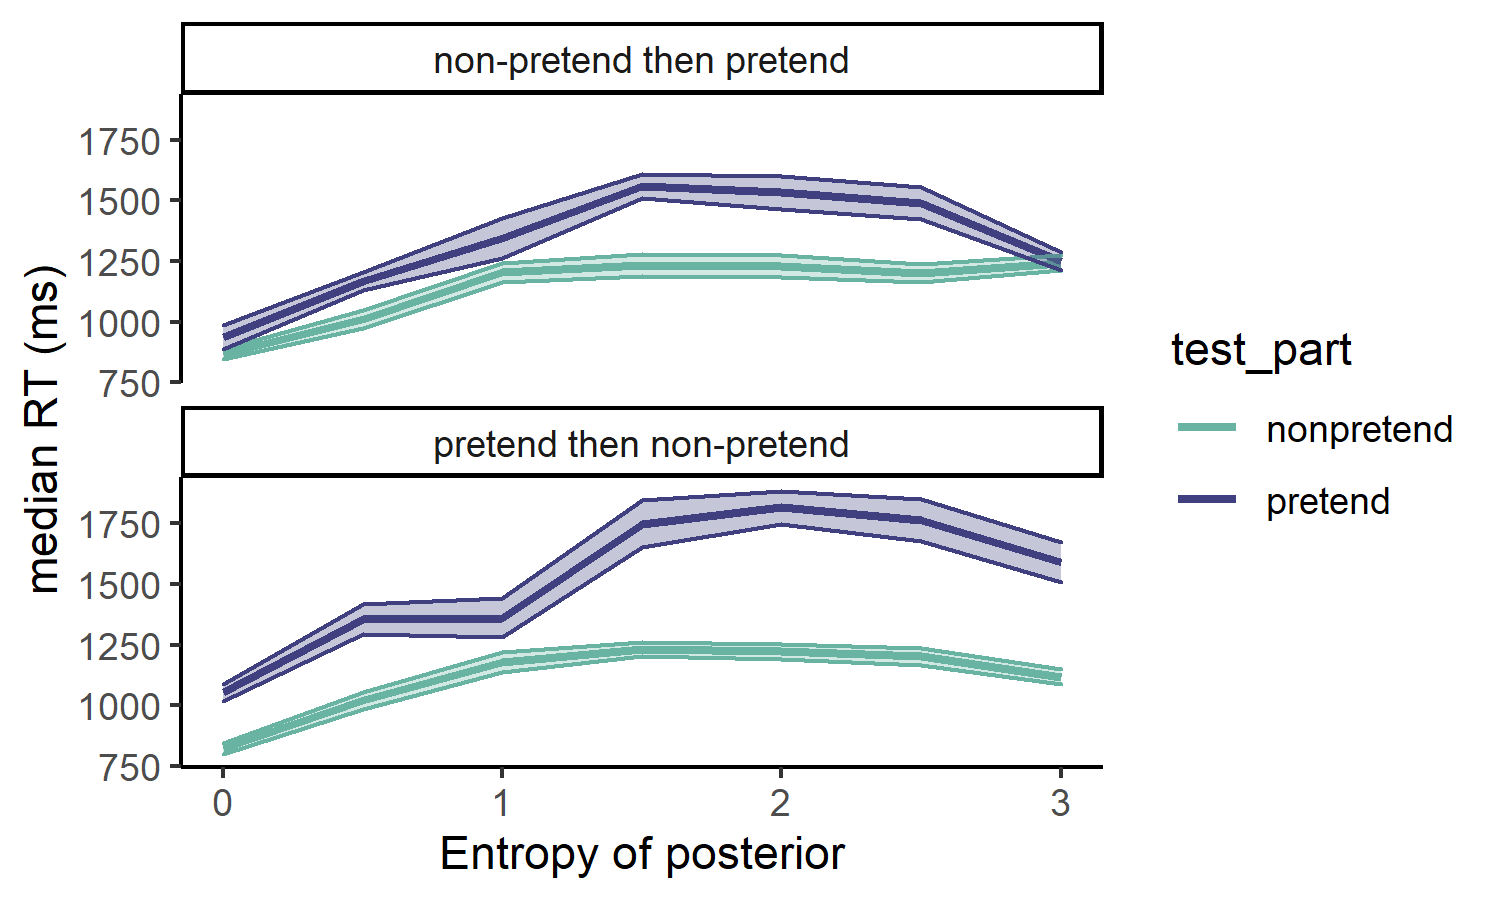 non-pretend then pretend
1750
1500
1250
1000
750
pretend then non-pretend
1750
1500
1250
1000
750
0 1 2 3
Entropy of posterior
median RT (ms)
test_part
nonpretend
pretend